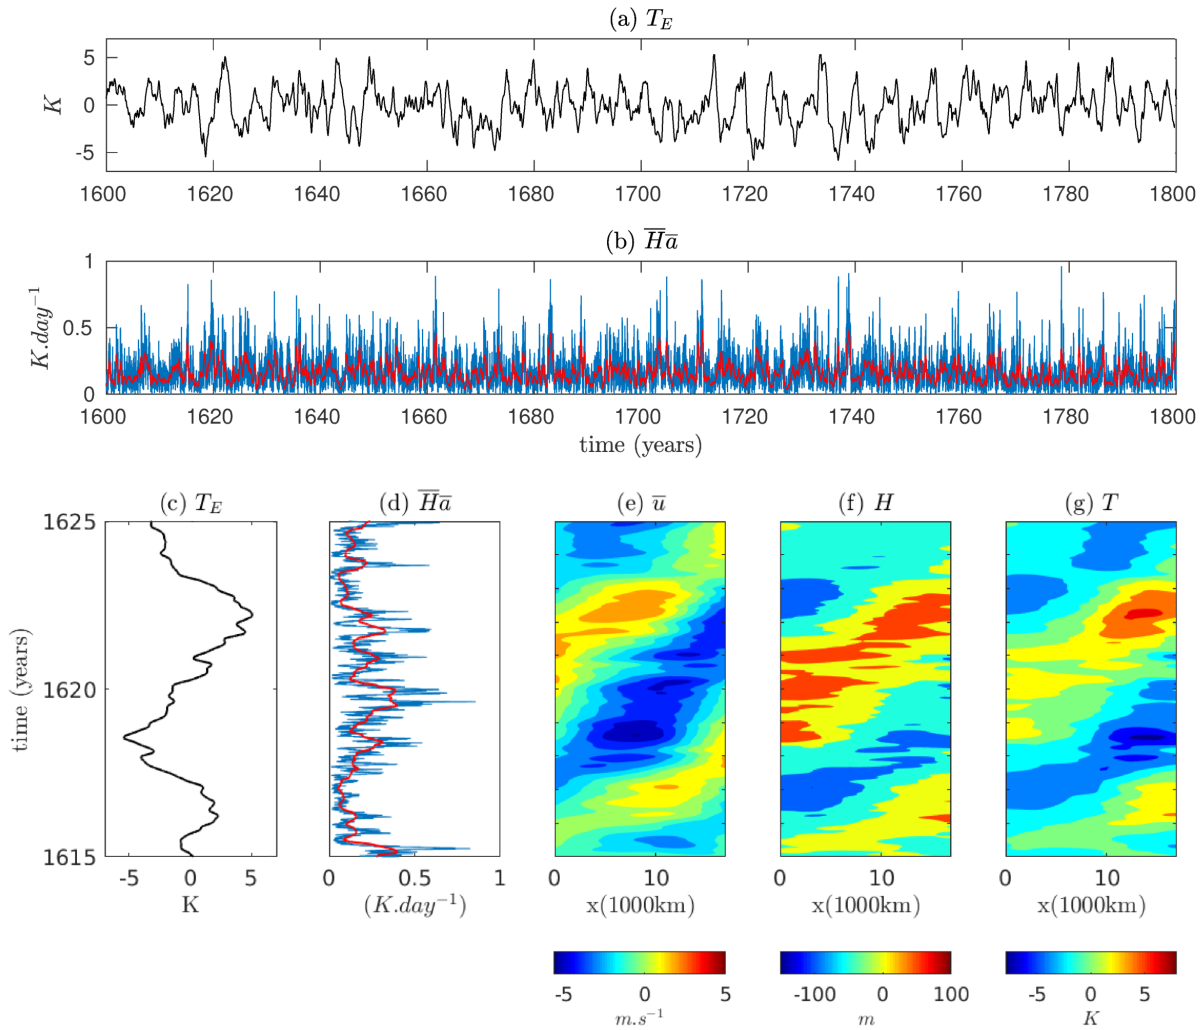 (a) T_E
K
5
0
-5
1600 1620 1640 1660 1680 1700 1720 1740 1760 1780 1800
(b) H̅a̅
K.day⁻¹
1
0.5
0
1600 1620 1640 1660 1680 1700 1720 1740 1760 1780 1800
time (years)
(c) T_E (d) H̅a̅ (e) u̅ (f) H (g) T
time (years)
1625
1620
1615
-5 0 5 0 0.5 1 0 10 0 10 0 10
K (K.day⁻¹) x(1000km) x(1000km) x(1000km)
-5 0 5 -100 0 100 -5 0 5
m.s⁻¹ m K